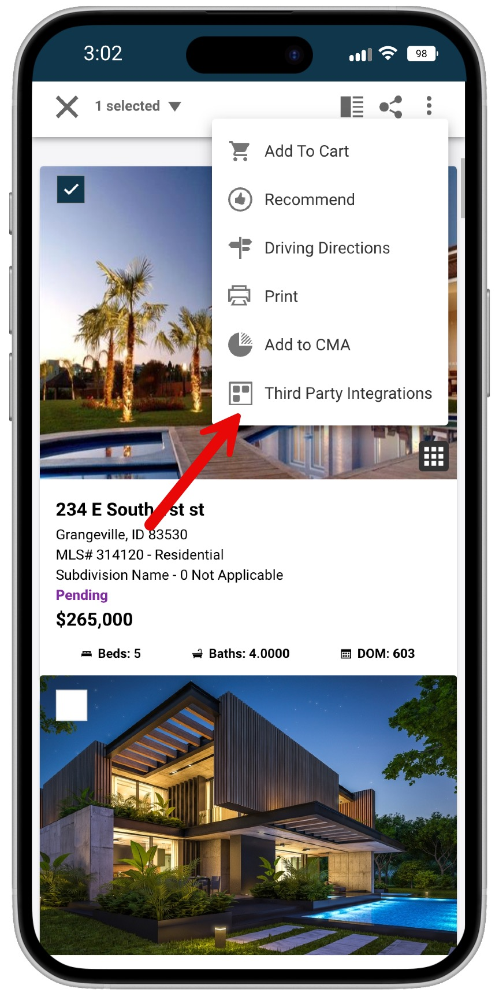 3:02
98
1 selected
Add To Cart
Recommend
Driving Directions
Print
Add to CMA
Third Party Integrations
234 E South st st
Grangeville, ID 83530
MLS# 314120 - Residential
Subdivision Name - 0 Not Applicable
Pending
$265,000
Beds: 5
Baths: 4.0000
DOM: 603